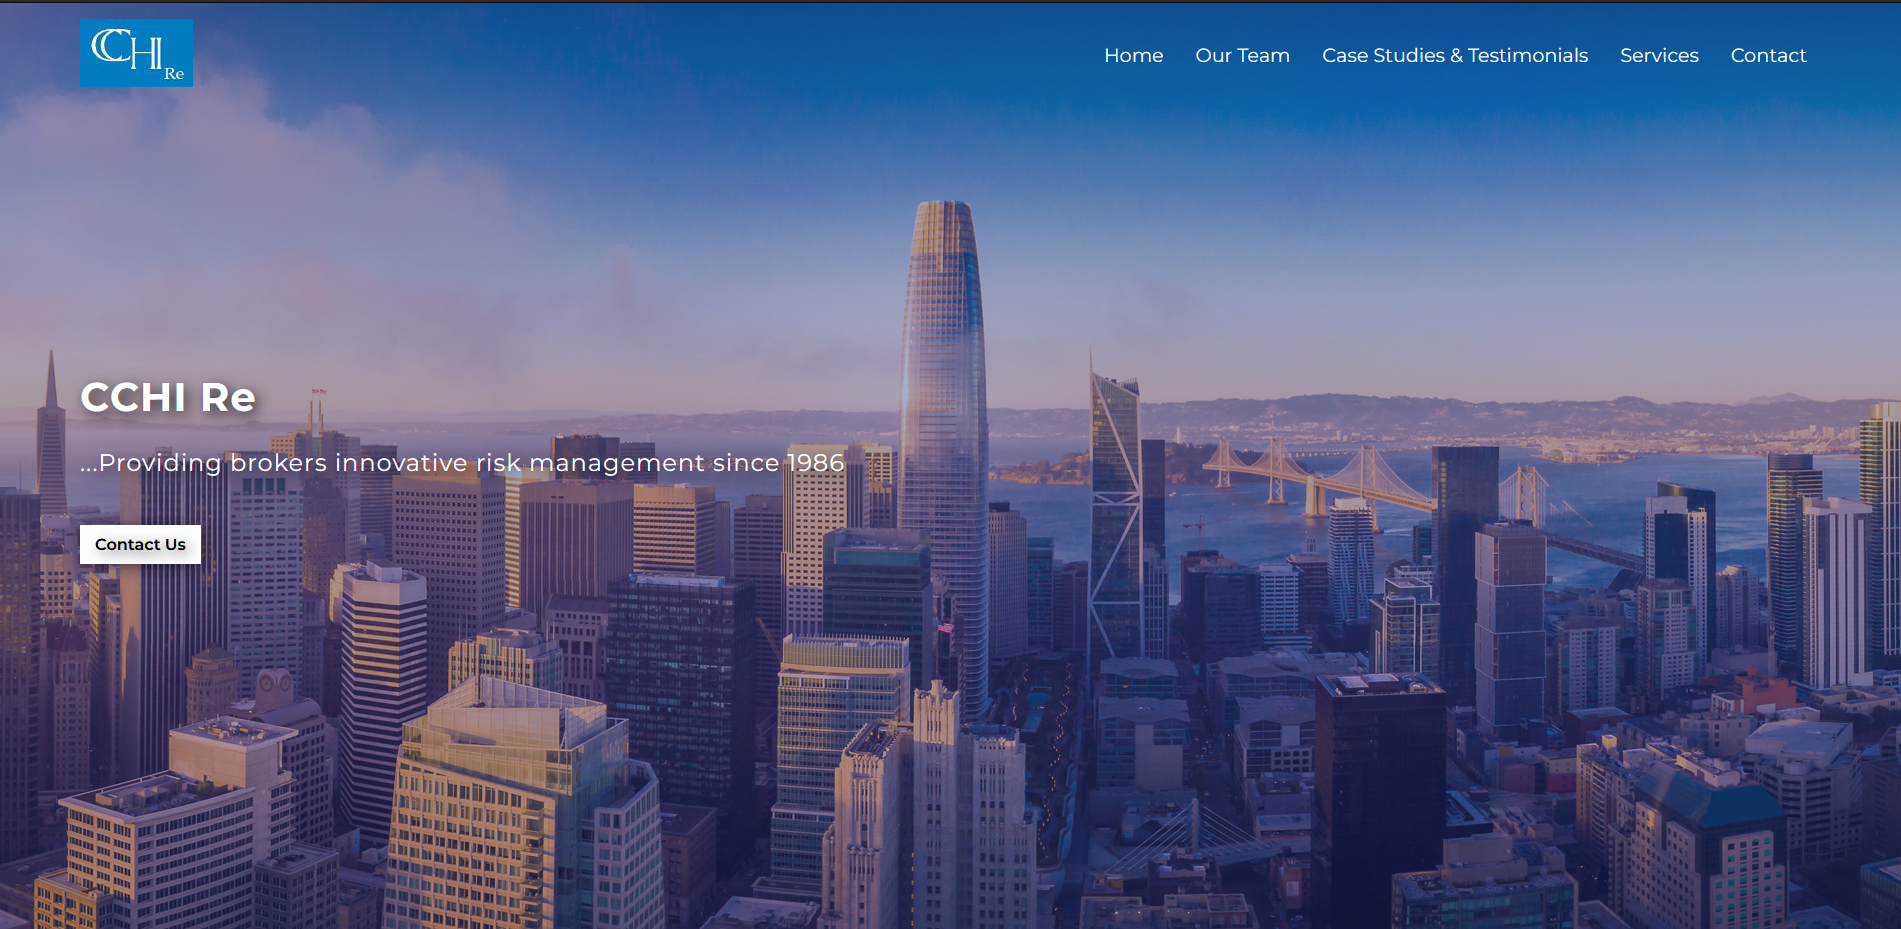 CCHI Re
Home Our Team Case Studies & Testimonials Services Contact
CCHI Re
...Providing brokers innovative risk management since 1986
Contact Us